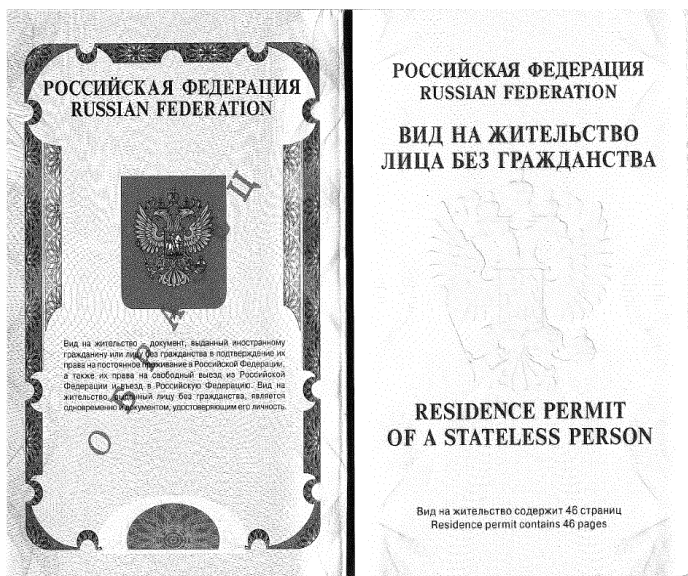 РОССИЙСКАЯ ФЕДЕРАЦИЯ
RUSSIAN FEDERATION
ОБРАЗЕЦ
Вид на жительство - документ, выданный иностранному
гражданину или лицу без гражданства в подтверждение их
права на постоянное проживание в Российской Федерации,
а также их права на свободный выезд из Российской
Федерации и въезд в Российскую Федерацию. Вид на
жительство, выданный лицу без гражданства, является
одновременно и документом, удостоверяющим его личность.
РОССИЙСКАЯ ФЕДЕРАЦИЯ
RUSSIAN FEDERATION
ВИД НА ЖИТЕЛЬСТВО
ЛИЦА БЕЗ ГРАЖДАНСТВА
RESIDENCE PERMIT
OF A STATELESS PERSON
Вид на жительство содержит 46 страниц
Residence permit contains 46 pages